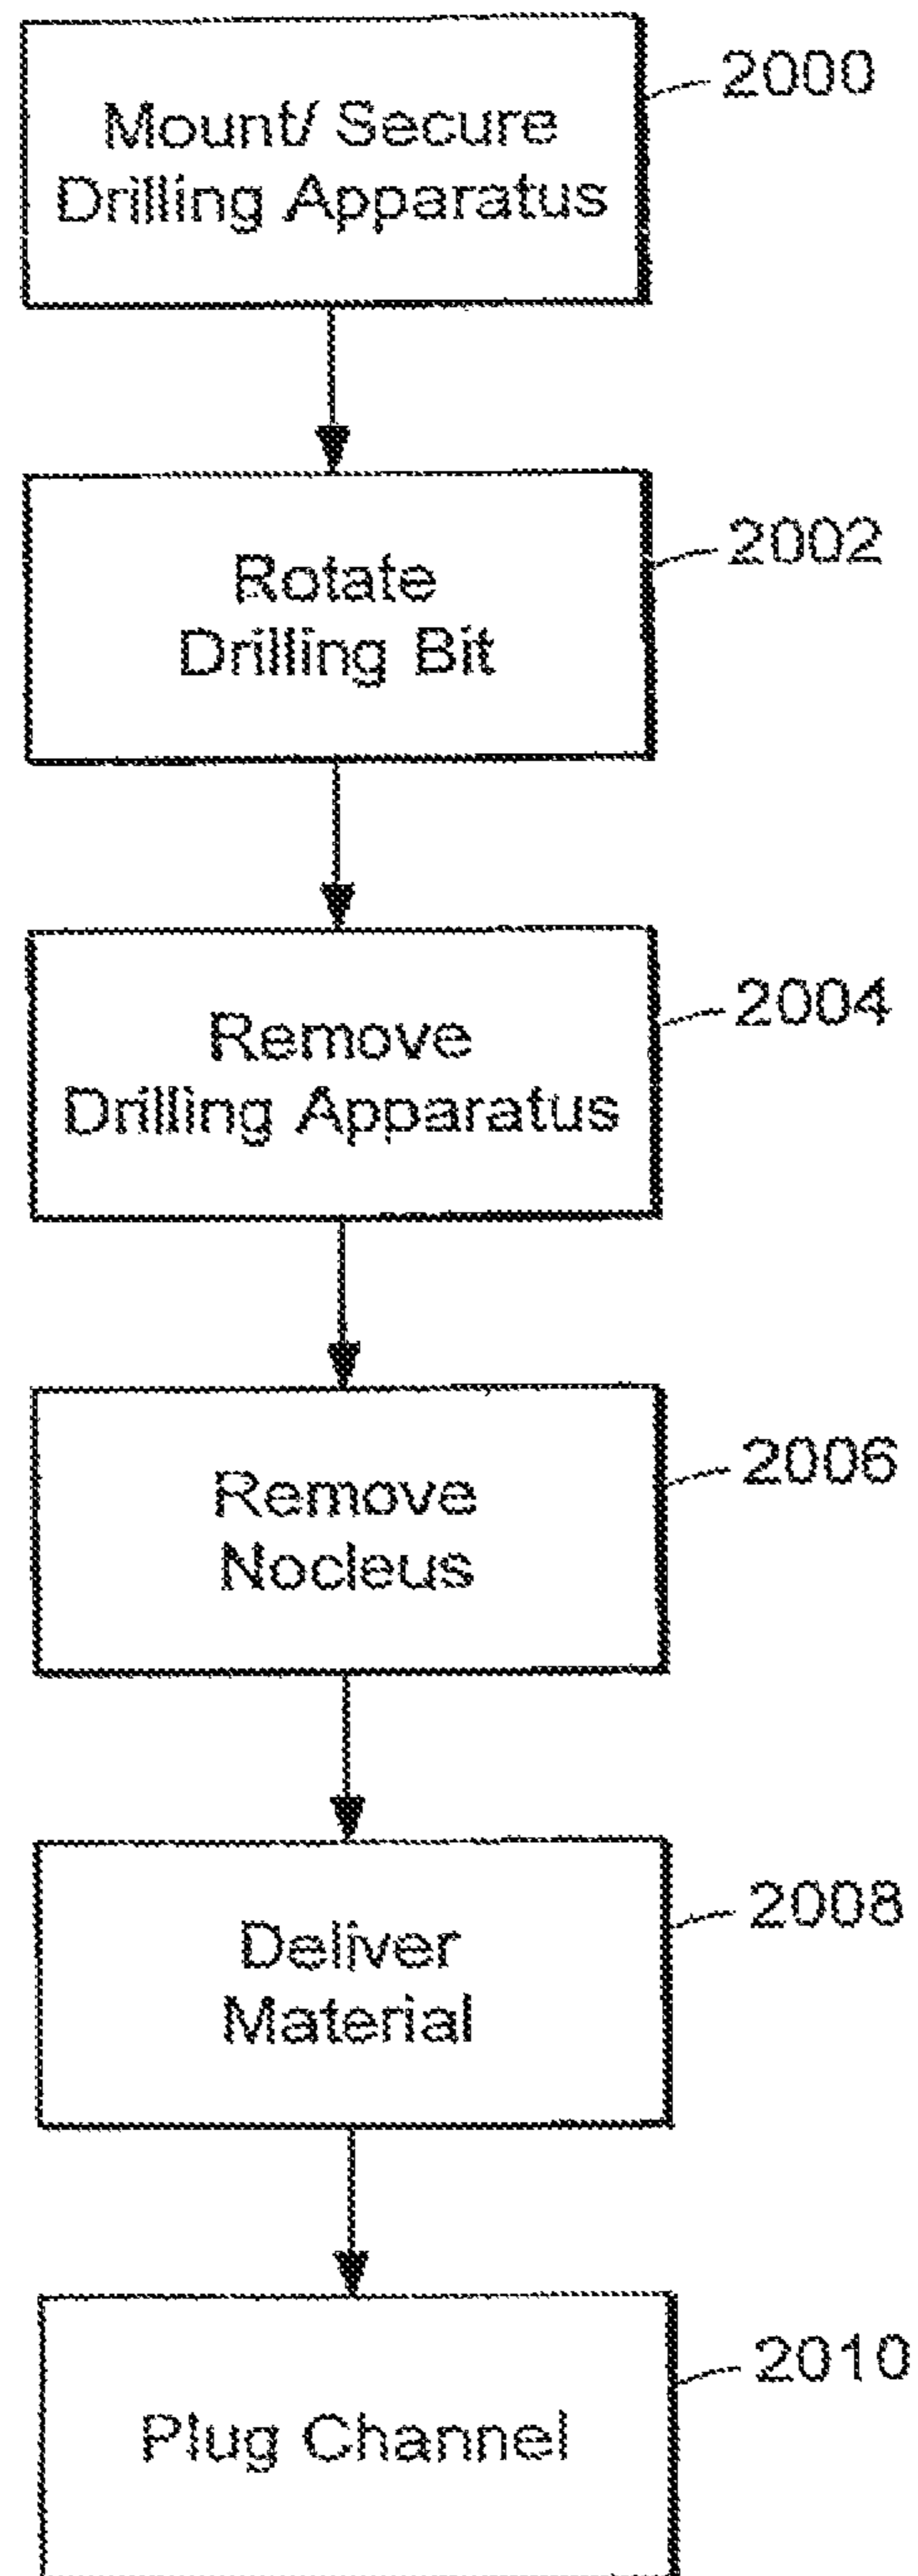 Mount/ Secure
Drilling Apparatus
2000
Rotate
Drilling Bit
2002
Remove
Drilling Apparatus
2004
Remove
Nocleus
2006
Deliver
Material
2008
Plug Channel
2010